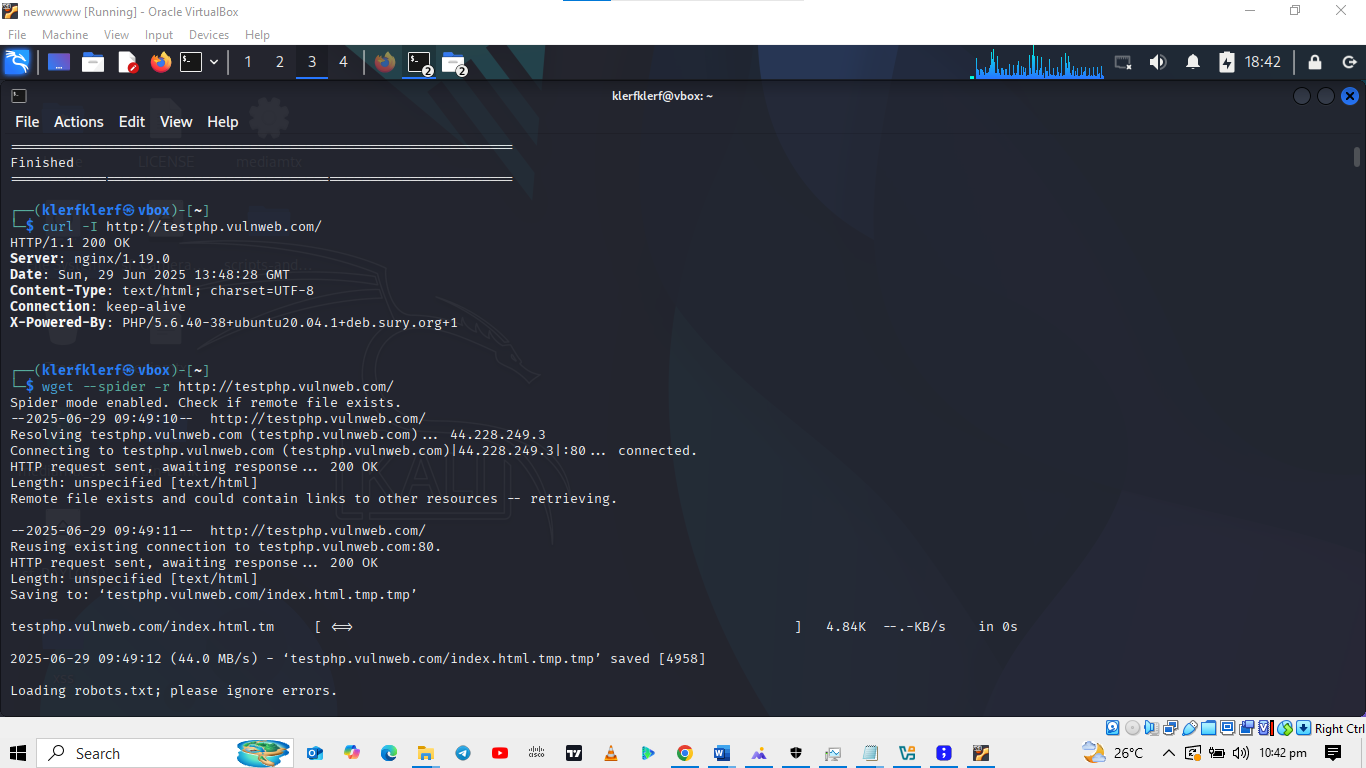 newwwww [Running] - Oracle VirtualBox
File Machine View Input Devices Help
1 2 3 4 2 2 18:42
klerfklerf@vbox: ~
File Actions Edit View Help
===============================================================
Finished
===============================================================
┌──(klerfklerf㉿vbox)-[~]
└─$ curl -I http://testphp.vulnweb.com/
HTTP/1.1 200 OK
Server: nginx/1.19.0
Date: Sun, 29 Jun 2025 13:48:28 GMT
Content-Type: text/html; charset=UTF-8
Connection: keep-alive
X-Powered-By: PHP/5.6.40-38+ubuntu20.04.1+deb.sury.org+1
┌──(klerfklerf㉿vbox)-[~]
└─$ wget --spider -r http://testphp.vulnweb.com/
Spider mode enabled. Check if remote file exists.
--2025-06-29 09:49:10--  http://testphp.vulnweb.com/
Resolving testphp.vulnweb.com (testphp.vulnweb.com)... 44.228.249.3
Connecting to testphp.vulnweb.com (testphp.vulnweb.com)|44.228.249.3|:80... connected.
HTTP request sent, awaiting response... 200 OK
Length: unspecified [text/html]
Remote file exists and could contain links to other resources -- retrieving.
--2025-06-29 09:49:11--  http://testphp.vulnweb.com/
Reusing existing connection to testphp.vulnweb.com:80.
HTTP request sent, awaiting response... 200 OK
Length: unspecified [text/html]
Saving to: ‘testphp.vulnweb.com/index.html.tmp.tmp’
testphp.vulnweb.com/index.html.tm [ <=> ] 4.84K --.-KB/s in 0s
2025-06-29 09:49:12 (44.0 MB/s) - ‘testphp.vulnweb.com/index.html.tmp.tmp’ saved [4958]
Loading robots.txt; please ignore errors.
LICENSE mediamtx
KALI
Right Ctrl
Search 26°C 10:42 pm